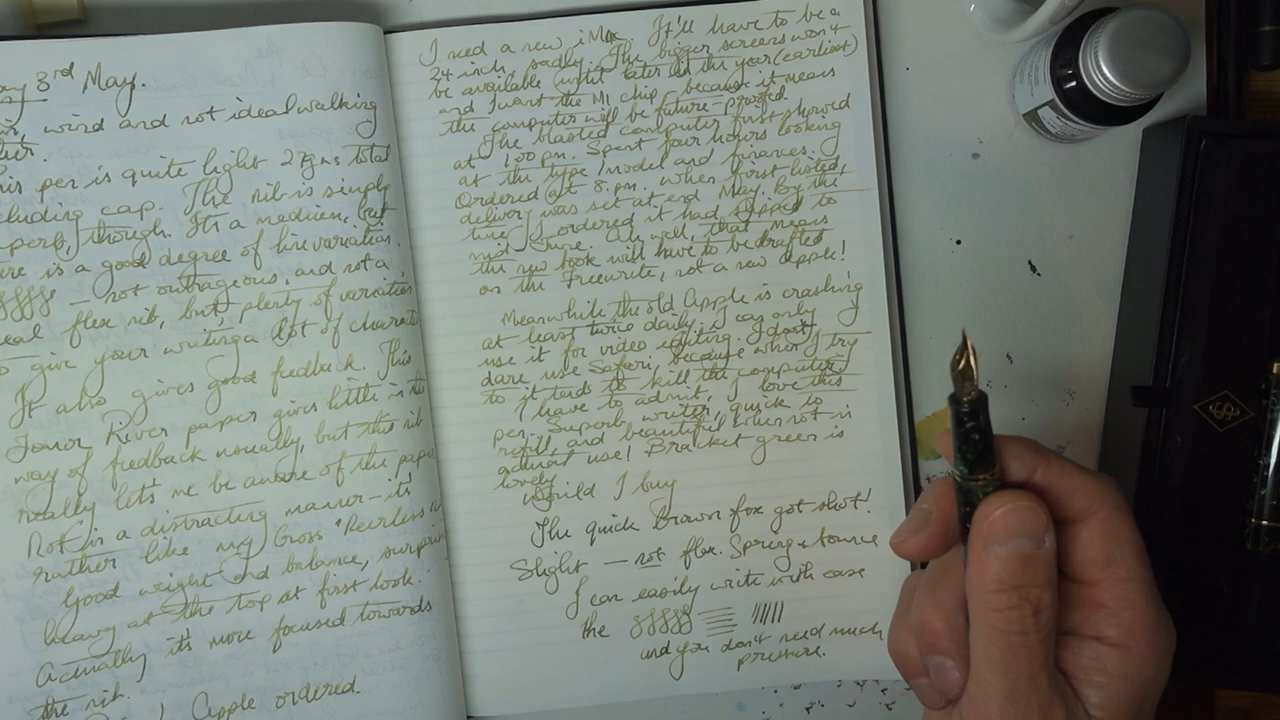 3rd May.
wind and not ideal walking
pen is quite light 27gms total
cluding cap. The nib is simply
superb, though. It's a medium, but
there is a good degree of line variation.
— not outrageous, and not a
real flex nib, but plenty of variation
to give your writing a lot of character
It also gives good feedback. This
Tomoe River paper gives little in the
way of feedback usually, but this nib
really lets me be aware of the paper
Not in a distracting manner — it's
rather like my Cross "Peerless"
Good weight and balance, surprisingly
heavy at the top at first look.
Actually it's more focused towards
the nib.
Apple ordered.
I need a new iMac. It'll have to be a
24 inch, sadly. The bigger screens won't
be available until later in the year (earliest)
and I want the M1 chip — because it means
the computer will be future-proofed
The blasted computer first showed
at 1:00 pm. Spent four hours looking
at the type/model and finances.
Ordered at 8. pm. when first listed,
delivery was set at end May. By the
time I ordered it had slipped to
mid June. Ah well, that means
the new book will have to be drafted
on the Freewrite, not a new Apple!
Meanwhile the old Apple is crashing
at least twice daily. I can only
use it for video editing. I don't
dare use Safari, because when I try
to it tends to kill the computer
I have to admit, I love this
pen. Superb writer, quick to
refill, and beautiful when not in
actual use! Bracket green is
lovely
World I buy
The quick brown fox got shot!
Slight — not flex. Spring + bounce
I can easily write with ease
the
and you don't need much
pressure.